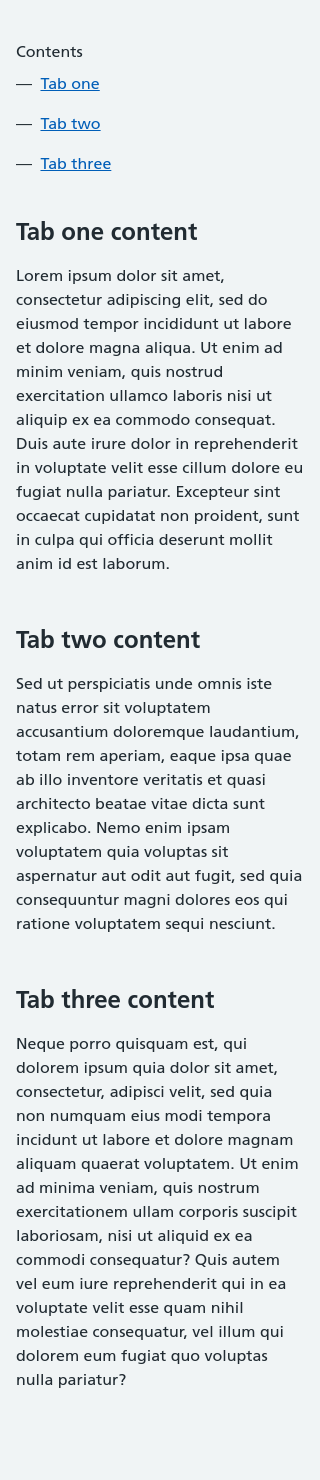 Contents
— Tab one
— Tab two
— Tab three
Tab one content
Lorem ipsum dolor sit amet,
consectetur adipiscing elit, sed do
eiusmod tempor incididunt ut labore
et dolore magna aliqua. Ut enim ad
minim veniam, quis nostrud
exercitation ullamco laboris nisi ut
aliquip ex ea commodo consequat.
Duis aute irure dolor in reprehenderit
in voluptate velit esse cillum dolore eu
fugiat nulla pariatur. Excepteur sint
occaecat cupidatat non proident, sunt
in culpa qui officia deserunt mollit
anim id est laborum.
Tab two content
Sed ut perspiciatis unde omnis iste
natus error sit voluptatem
accusantium doloremque laudantium,
totam rem aperiam, eaque ipsa quae
ab illo inventore veritatis et quasi
architecto beatae vitae dicta sunt
explicabo. Nemo enim ipsam
voluptatem quia voluptas sit
aspernatur aut odit aut fugit, sed quia
consequuntur magni dolores eos qui
ratione voluptatem sequi nesciunt.
Tab three content
Neque porro quisquam est, qui
dolorem ipsum quia dolor sit amet,
consectetur, adipisci velit, sed quia
non numquam eius modi tempora
incidunt ut labore et dolore magnam
aliquam quaerat voluptatem. Ut enim
ad minima veniam, quis nostrum
exercitationem ullam corporis suscipit
laboriosam, nisi ut aliquid ex ea
commodi consequatur? Quis autem
vel eum iure reprehenderit qui in ea
voluptate velit esse quam nihil
molestiae consequatur, vel illum qui
dolorem eum fugiat quo voluptas
nulla pariatur?